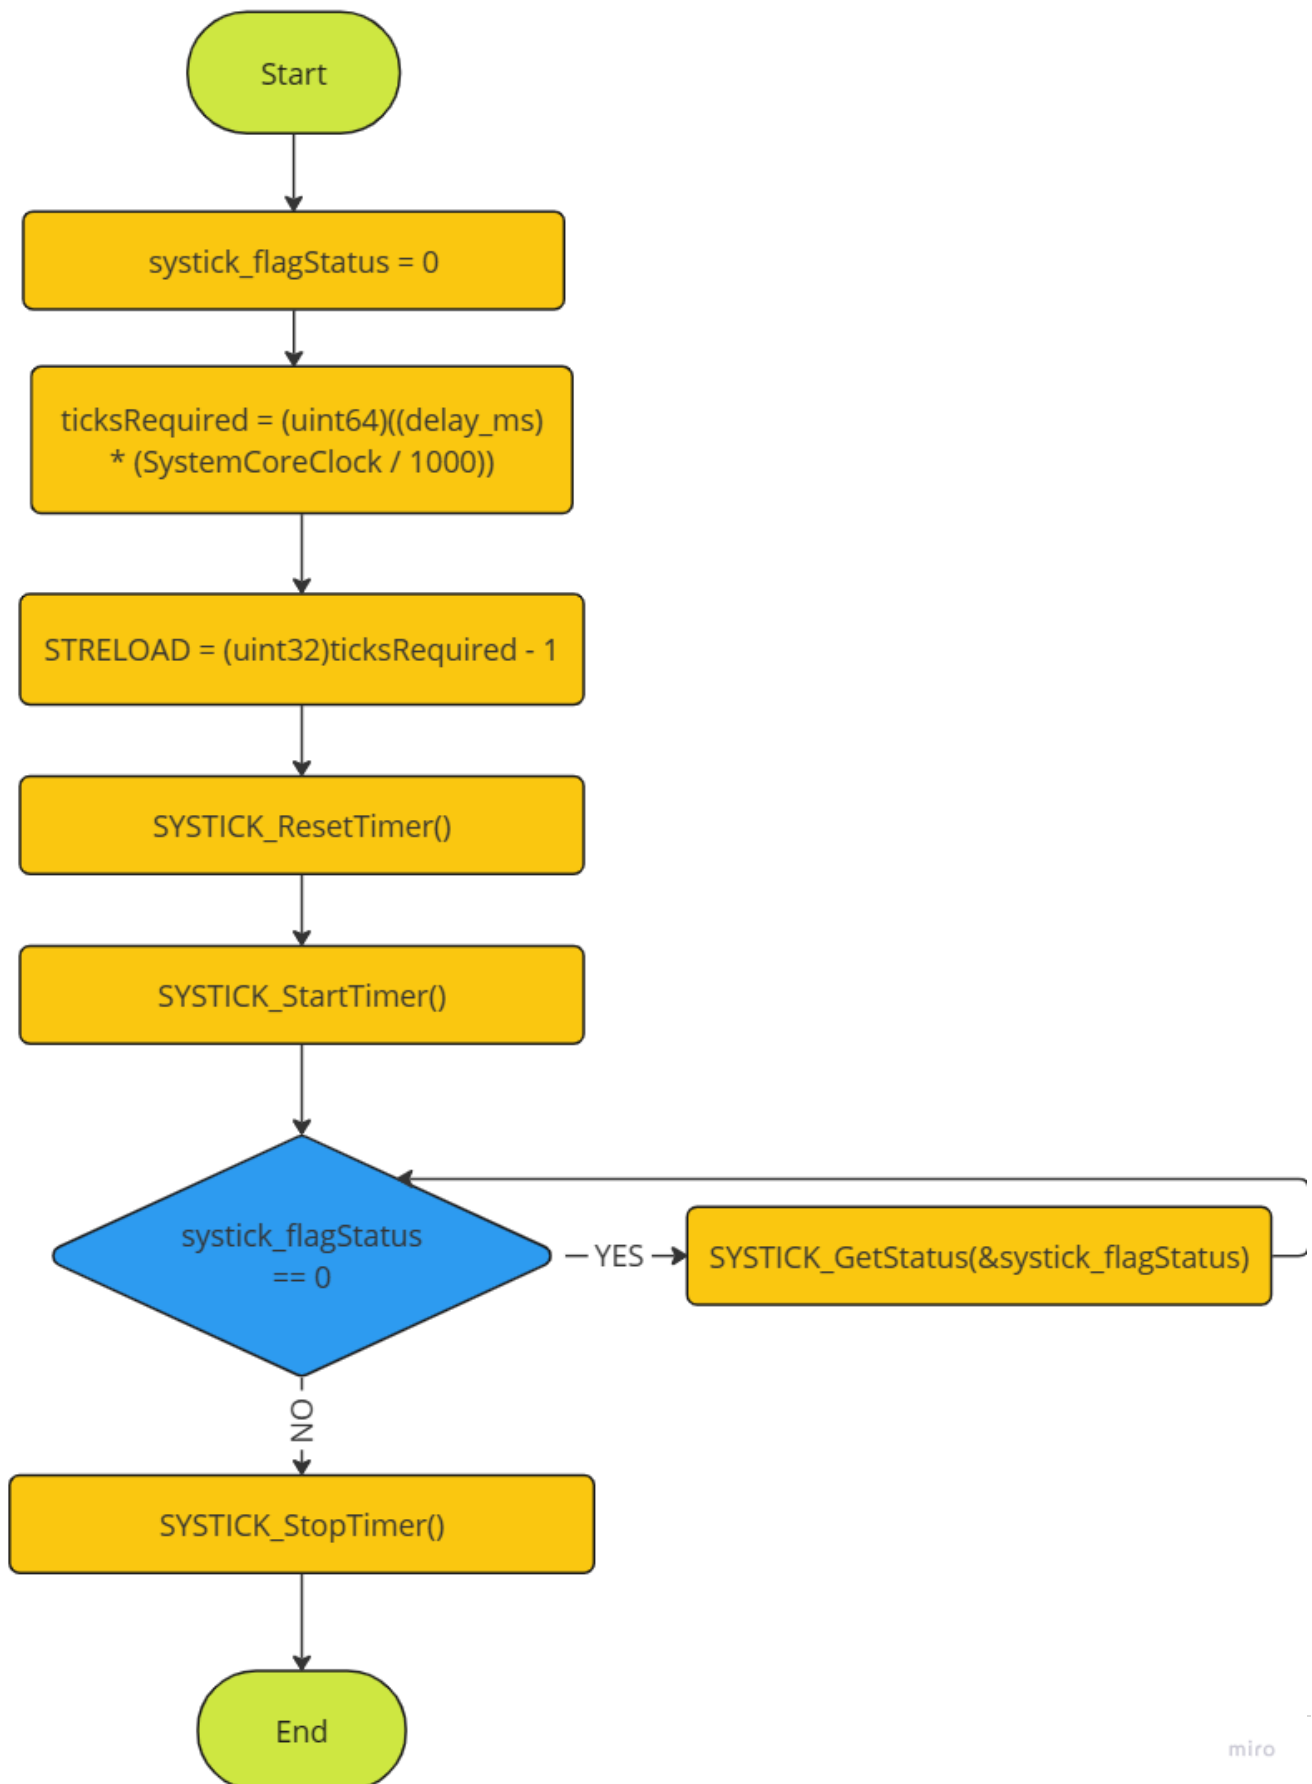 Start
systick_flagStatus = 0
ticksRequired = (uint64)((delay_ms)
* (SystemCoreClock / 1000))
STRELOAD = (uint32)ticksRequired - 1
SYSTICK_ResetTimer()
SYSTICK_StartTimer()
systick_flagStatus
== 0
YES
SYSTICK_GetStatus(&systick_flagStatus)
NO
SYSTICK_StopTimer()
End
miro